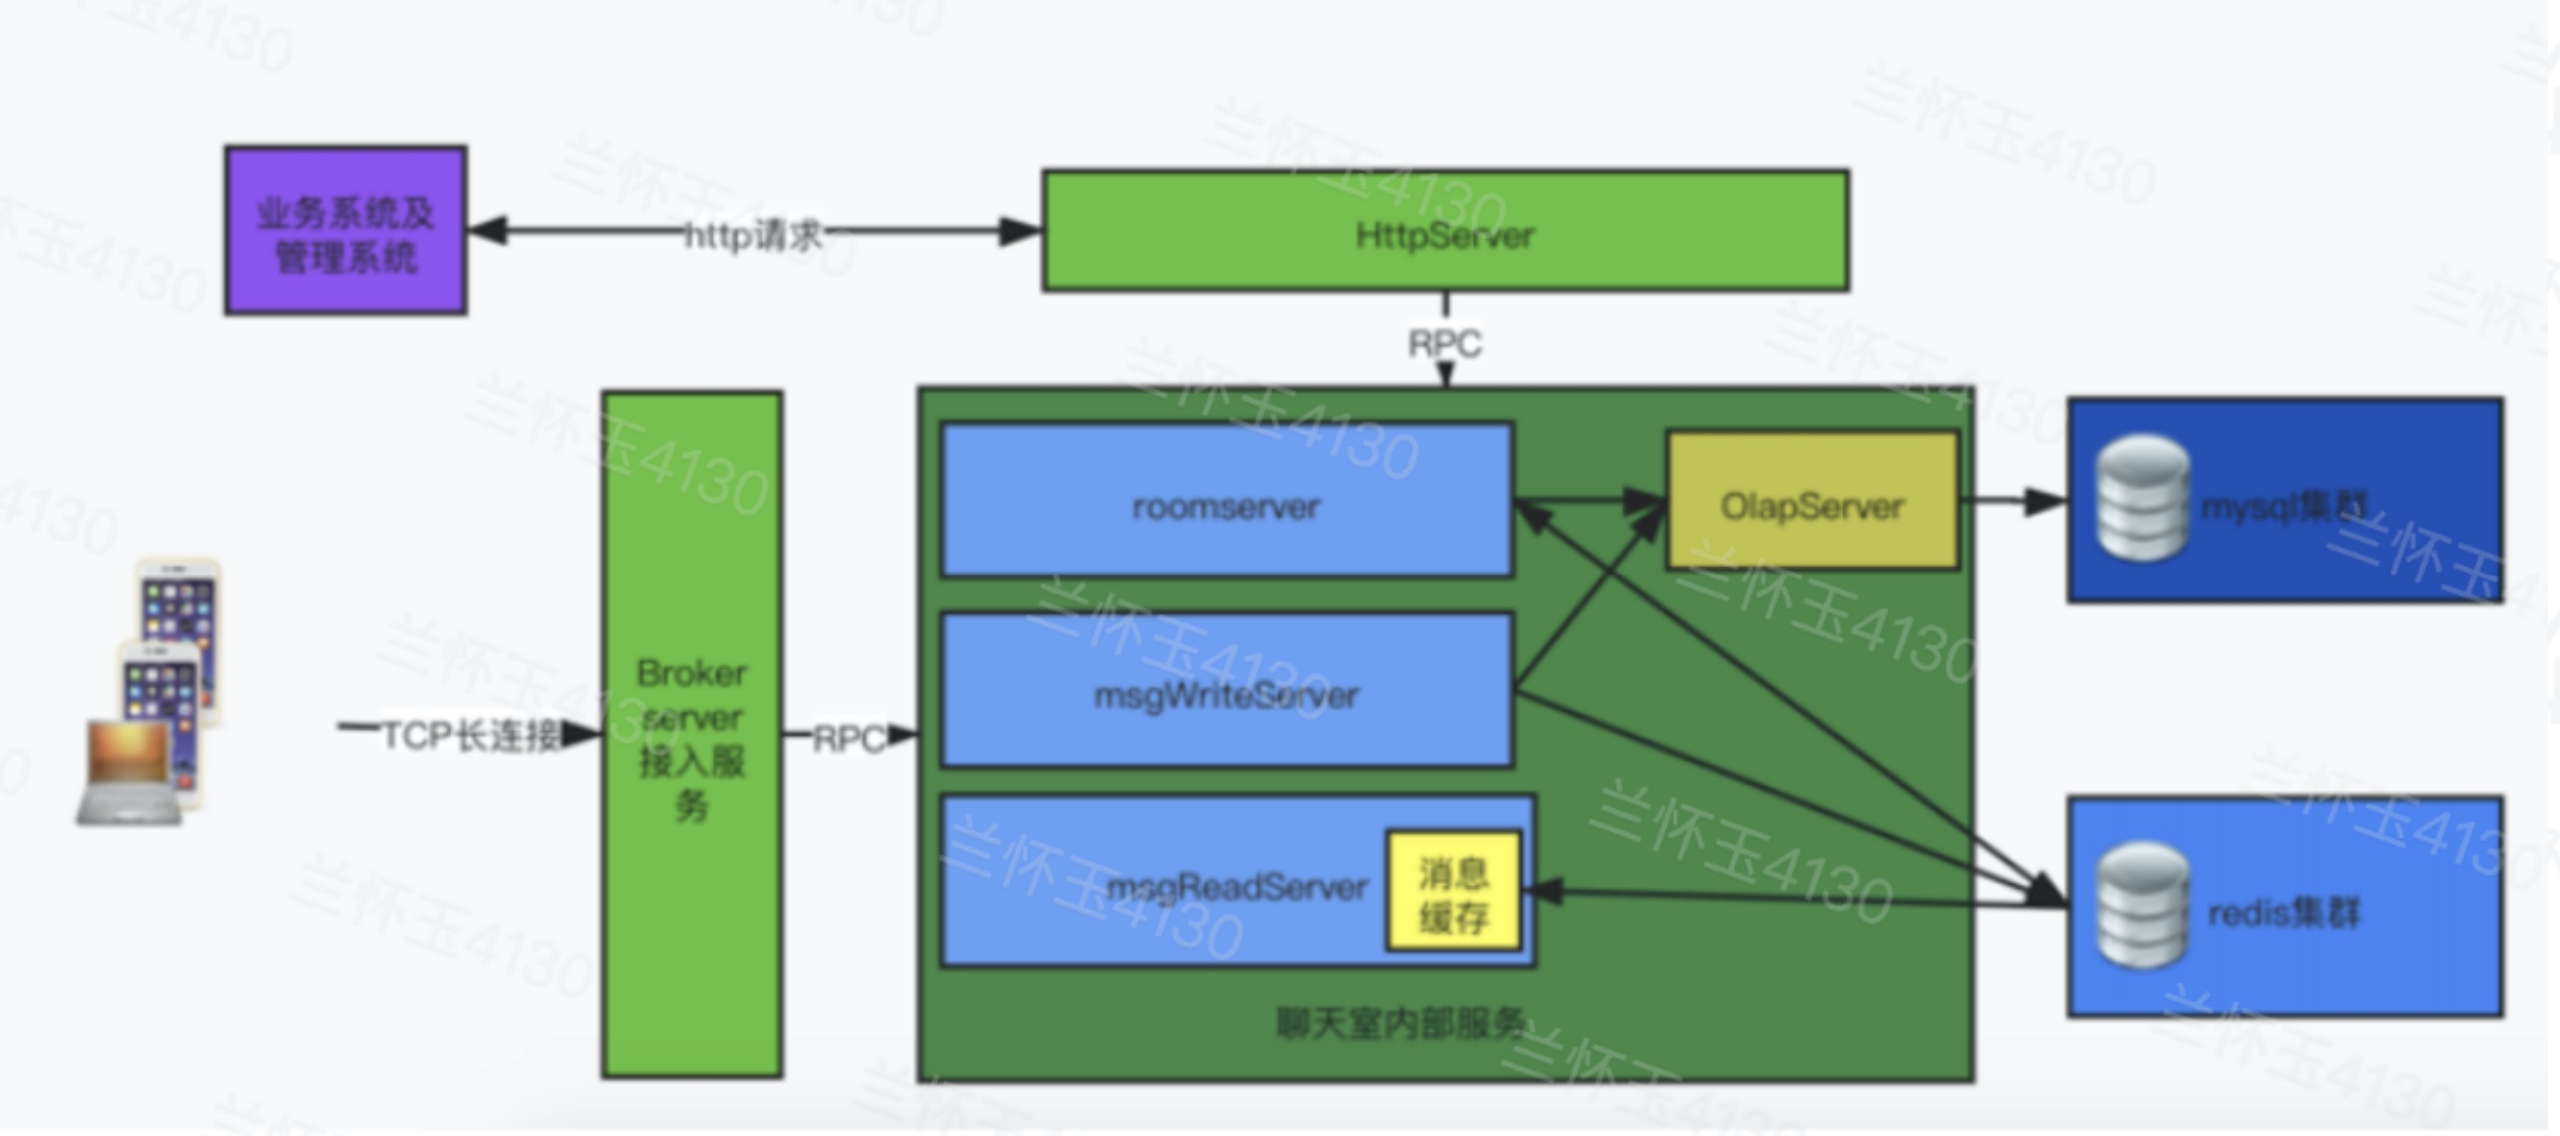 业务系统及
管理系统
http请求
HttpServer
RPC
roomserver
OlapServer
mysql集群
msgWriteServer
Broker
server
接入服
务
TCP长连接
RPC
msgReadServer
消息
缓存
redis集群
聊天室内部服务
兰怀玉4130